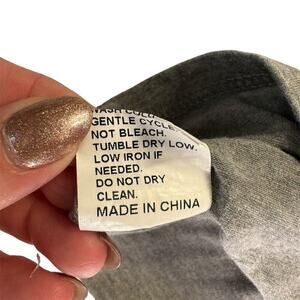 WASH COLD
GENTLE CYCLE
NOT BLEACH.
TUMBLE DRY LOW.
LOW IRON IF
NEEDED.
DO NOT DRY
CLEAN.
MADE IN CHINA